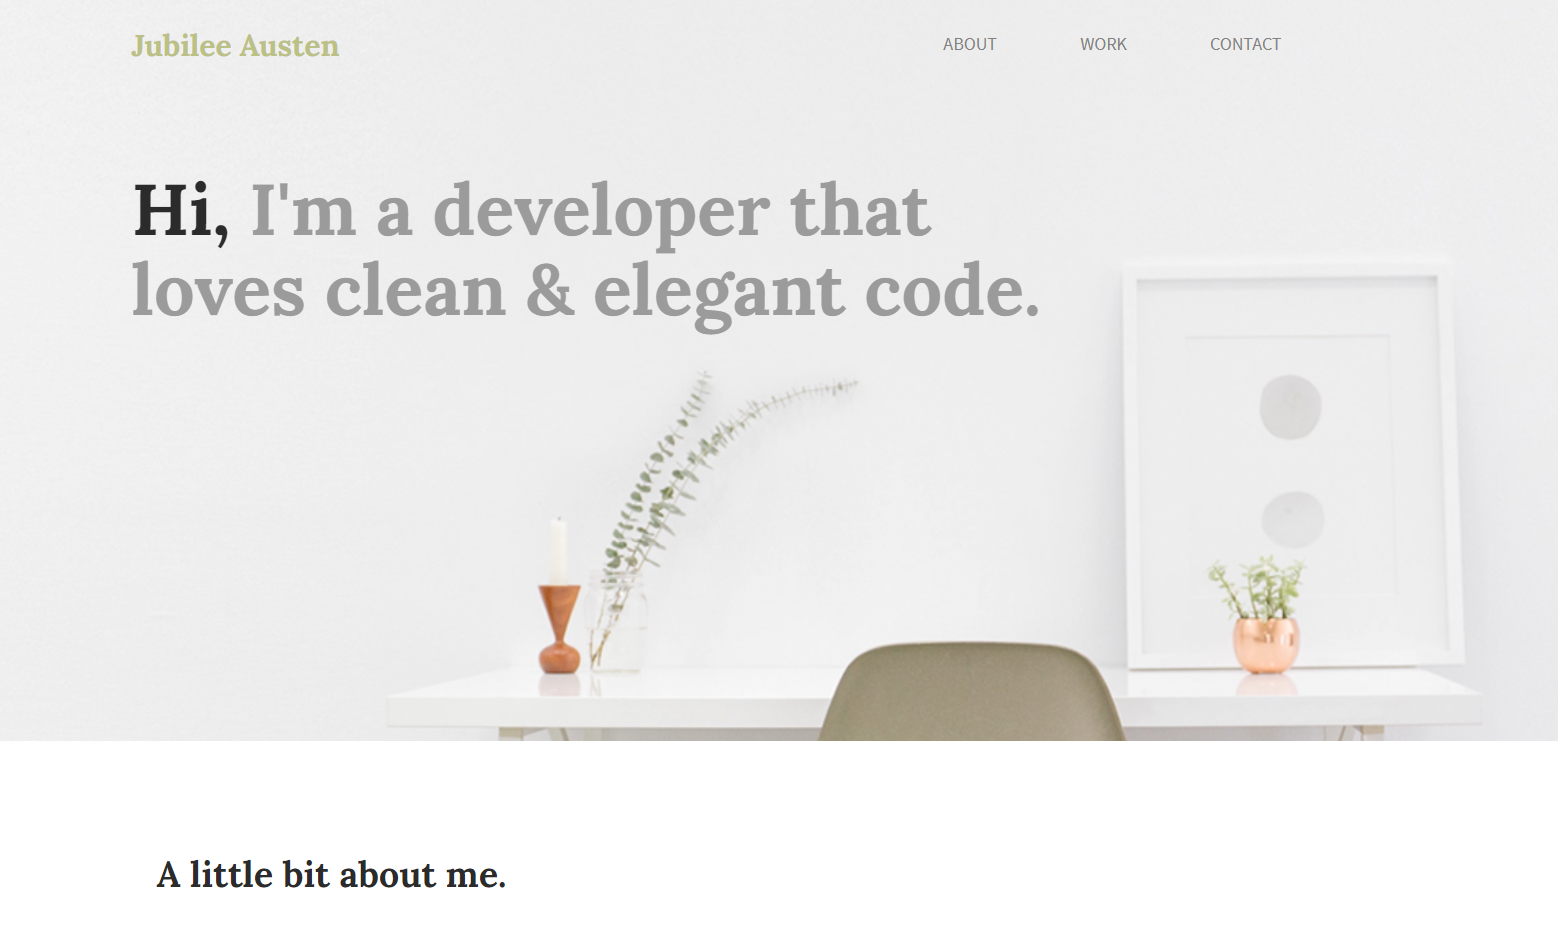 Jubilee Austen
ABOUT WORK CONTACT
Hi, I'm a developer that
loves clean & elegant code.
A little bit about me.